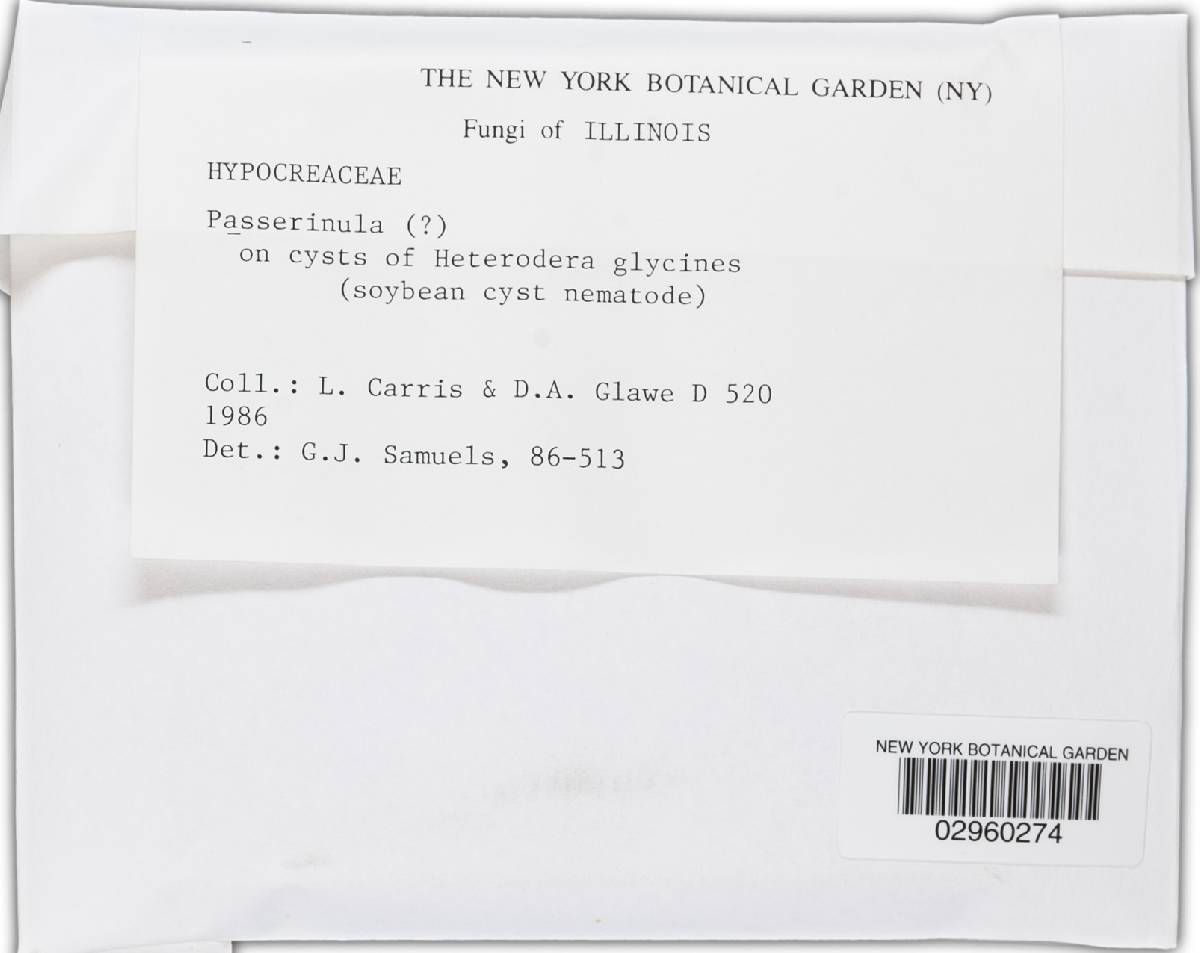 THE NEW YORK BOTANICAL GARDEN (NY)
Fungi of ILLINOIS
HYPOCREACEAE
Passerinula (?)
on cysts of Heterodera glycines
(soybean cyst nematode)
Coll.: L. Carris & D.A. Glawe D 520
1986
Det.: G.J. Samuels, 86-513
NEW YORK BOTANICAL GARDEN
02960274